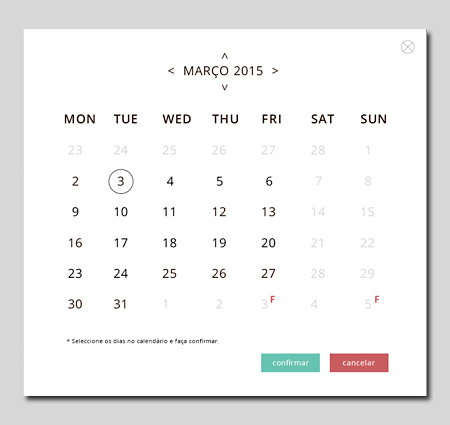 ^
< MARÇO 2015 >
v
MON TUE WED THU FRI SAT SUN
23 24 25 26 27 28 1
2 3 4 5 6 7 8
9 10 11 12 13 14 15
16 17 18 19 20 21 22
23 24 25 26 27 28 29
30 31 1 2 3 F 4 5 F
* Seleccione os dias no calendário e faça confirmar.
confirmar cancelar